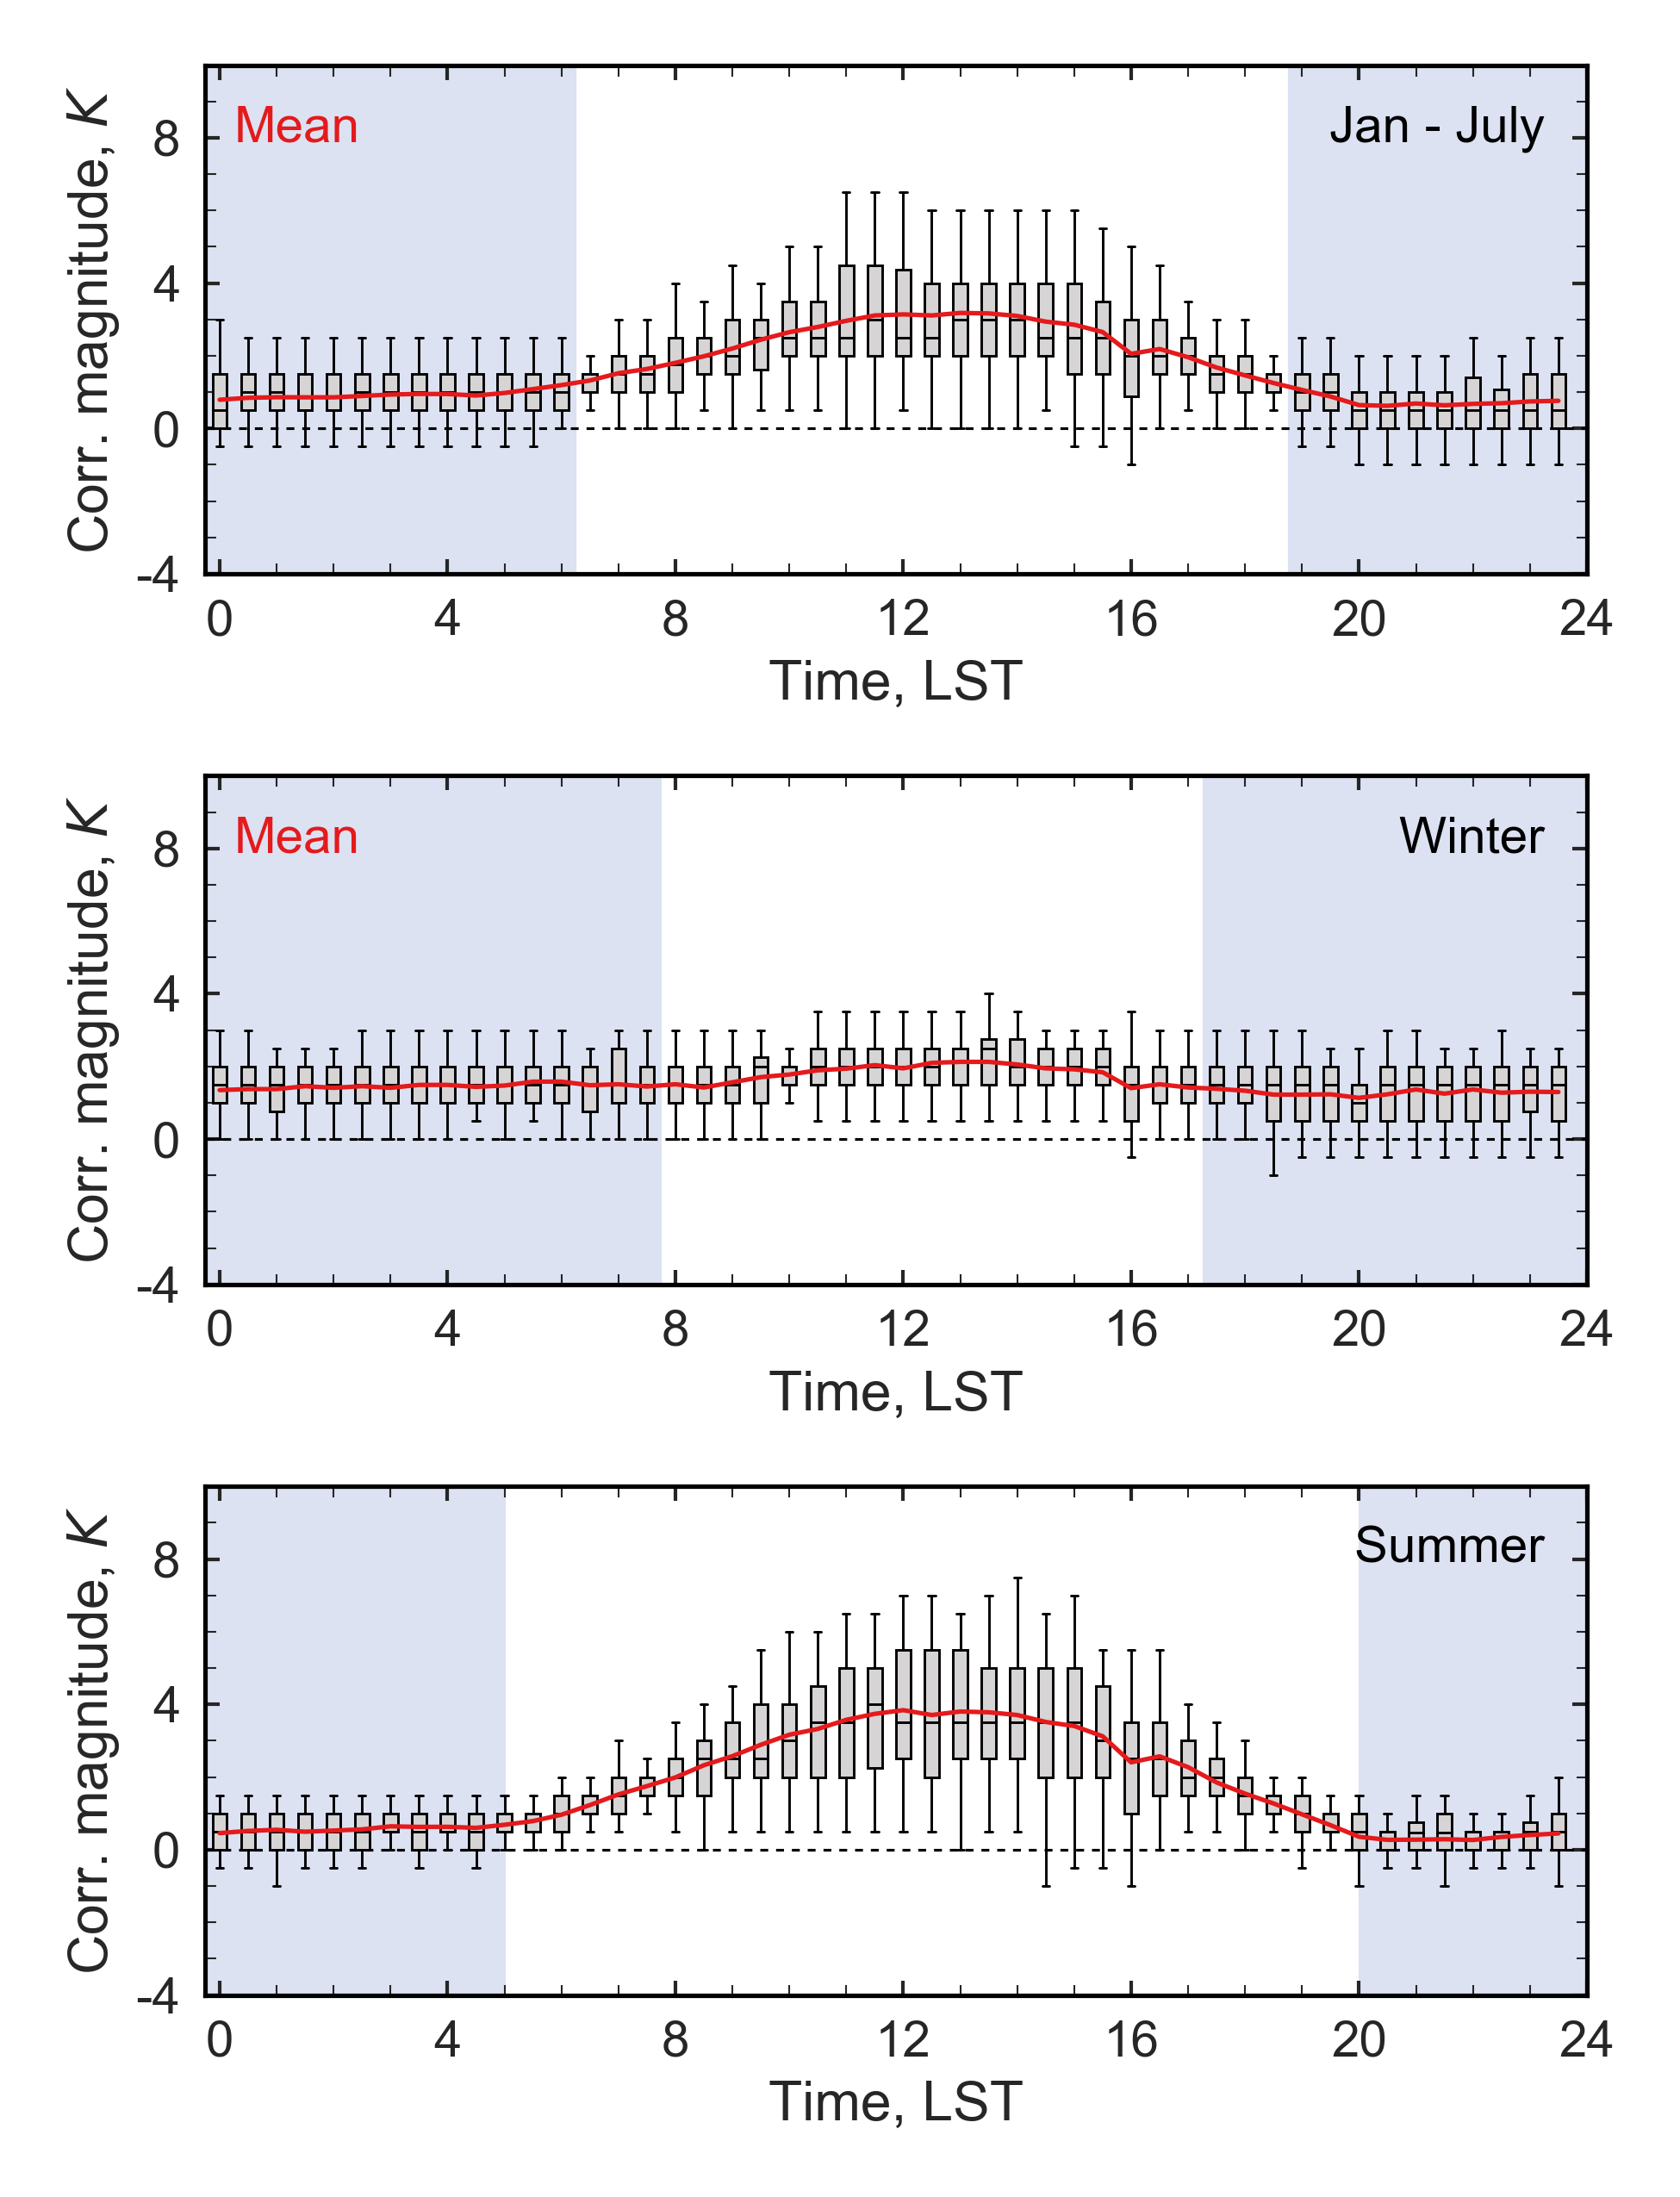 Mean
Jan - July
Corr. magnitude, K
8
4
0
-4
0 4 8 12 16 20 24
Time, LST
Mean
Winter
Corr. magnitude, K
8
4
0
-4
0 4 8 12 16 20 24
Time, LST
Summer
Corr. magnitude, K
8
4
0
-4
0 4 8 12 16 20 24
Time, LST